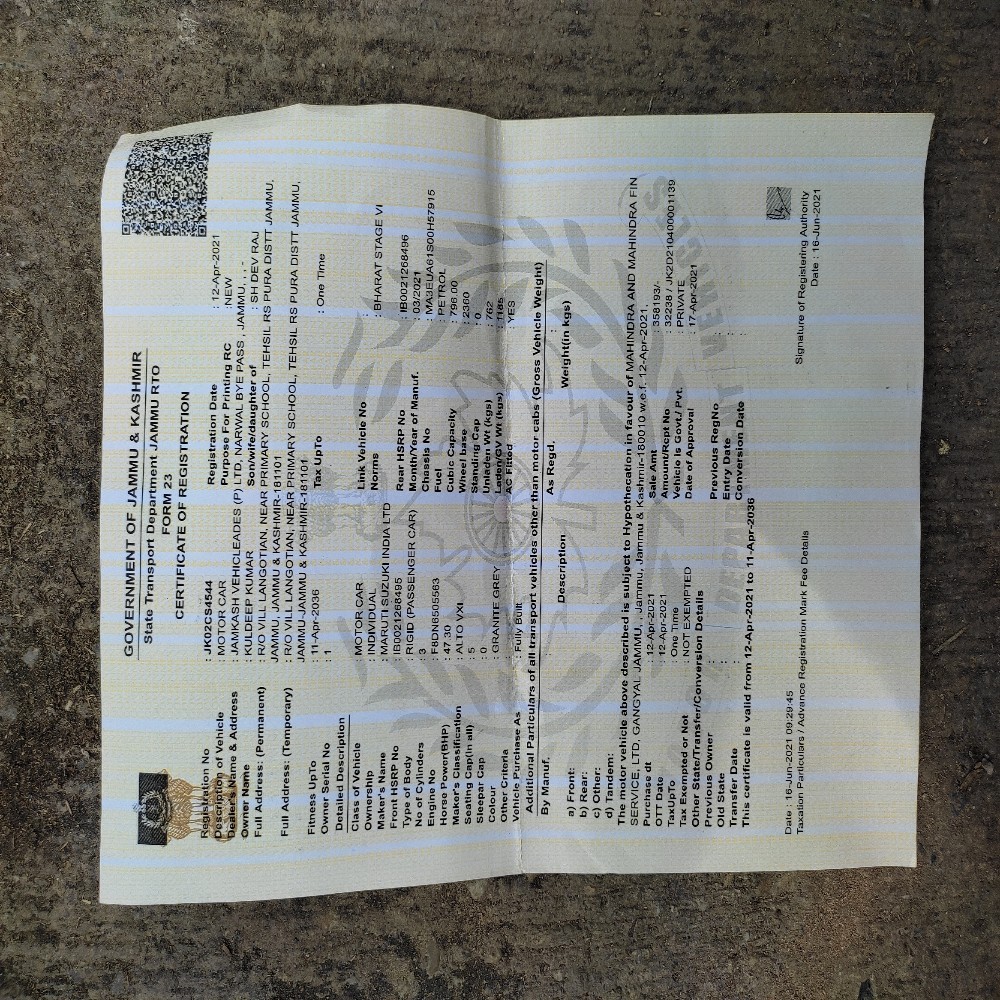 GOVERNMENT OF JAMMU & KASHMIR
State Transport Department JAMMU RTO
FORM 23
CERTIFICATE OF REGISTRATION
Registration No : JK02CS4544 Registration Date : 12-Apr-2021
Description of Vehicle : MOTOR CAR Purpose For Printing RC : NEW
Dealer's Name & Address : JAMKASH VEHICLEADES (P) LTD, NARWAL BYE PASS , JAMMU, , , -
Owner Name : KULDEEP KUMAR Son/wife/daughter of : SH DEV RAJ
Full Address: (Permanent) : R/O VILL LANGOTIAN, NEAR PRIMARY SCHOOL, TEHSIL RS PURA DISTT JAMMU,
JAMMU, JAMMU & KASHMIR-181101
Full Address: (Temporary) : R/O VILL LANGOTIAN, NEAR PRIMARY SCHOOL, TEHSIL RS PURA DISTT JAMMU,
JAMMU-JAMMU & KASHMIR-181101
Fitness UpTo : 11-Apr-2036 Tax UpTo : One Time
Owner Serial No : 1
Detailed Description
Class of Vehicle : MOTOR CAR Link Vehicle No
Ownership : INDIVIDUAL Norms : BHARAT STAGE VI
Maker's Name : MARUTI SUZUKI INDIA LTD
Front HSRP No : IB0021268495 Rear HSRP No : IB0021268496
Type of Body : RIGID (PASSENGER CAR) Month/Year of Manuf. : 03/2021
No of Cylinders : 3 Chassis No : MA3EUA61S00H57915
Engine No : F8DN6505563 Fuel : PETROL
Horse Power(BHP) : 47.30 Cubic Capacity : 796.00
Maker's Classification : ALTO VXI Wheel base : 2360
Seating Cap(In all) : 5 Standing Cap : 0
Sleepar Cap : 0 Unladen Wt (kgs) : 762
Colour : GRANITE GREY Laden/GV Wt (kgs) : 1185
Other Criteria AC Fitted : YES
Vehicle Purchase As : Fully Built
Additional Particulars of all transport vehicles other than motor cabs (Gross Vehicle Weight)
By Manuf. As Regd. :
Description Weight(in kgs)
a) Front:
b) Rear:
c) Other:
d) Tandem:
The motor vehicle above described is subject to Hypothecation in favour of MAHINDRA AND MAHINDRA FIN
SERVICE, LTD, GANGYAL JAMMU, , Jammu, Jammu & Kashmir-180010 w.e.f. 12-Apr-2021.
Purchase dt : 12-Apr-2021 Sale Amt : 358193/-
OTT Date : 12-Apr-2021 Amount/Rcpt No : 32238 / JK2D210400001139
TaxUpTo : One Time Vehicle Is Govt./ Pvt. : PRIVATE
Tax Exempted or Not : NOT EXEMPTED Date of Approval : 17-Apr-2021
Other State/Transfer/Conversion Details
Previous Owner : Previous RegNo :
Old State : Entry Date :
Transfer Date : Conversion Date :
This certificate is valid from 12-Apr-2021 to 11-Apr-2036
Date : 16-Jun-2021 09:29:45
Taxation Particulars / Advance Registration Mark Fee Details
Signature of Registering Authority
Date : 16-Jun-2021